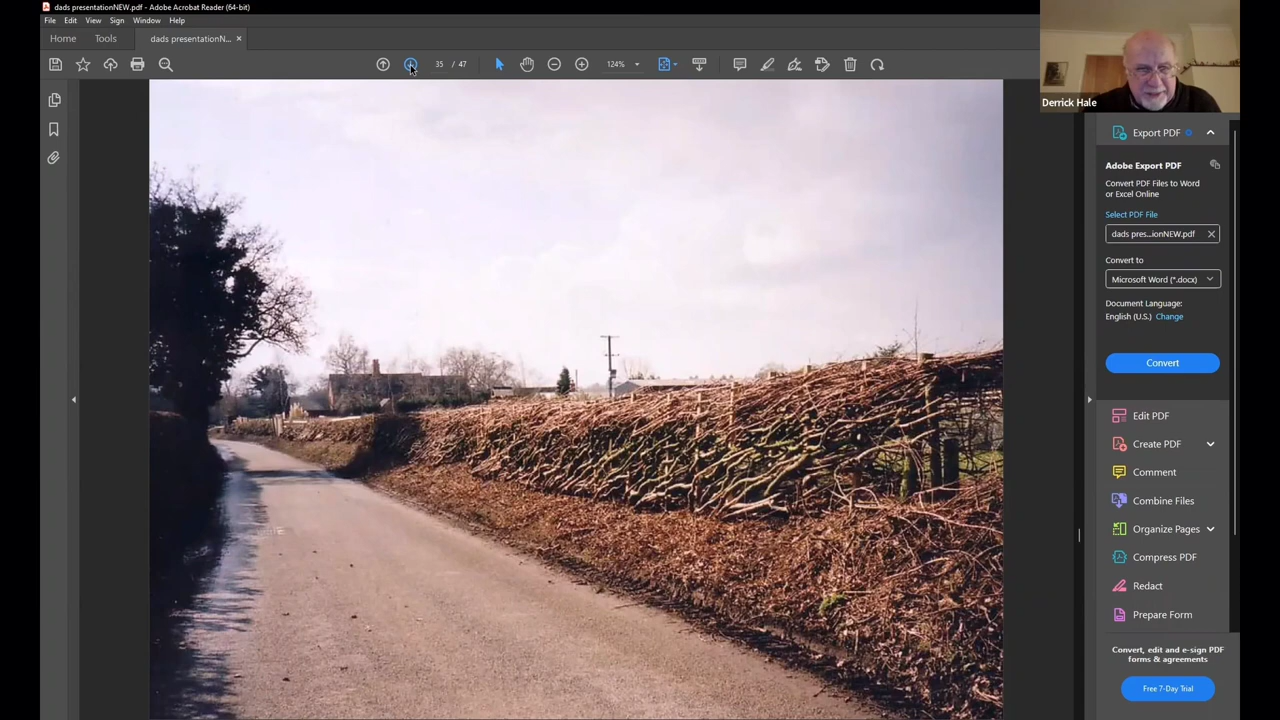 dads presentationNEW.pdf - Adobe Acrobat Reader (64-bit)
File Edit View Sign Window Help
Home Tools dads presentationN... ×
35 / 47 124%
Derrick Hale
Export PDF
Adobe Export PDF
Convert PDF Files to Word
or Excel Online
Select PDF File
dads pres...ionNEW.pdf
Convert to
Microsoft Word (*.docx)
Document Language:
English (U.S.) Change
Convert
Edit PDF
Create PDF
Comment
Combine Files
Organize Pages
Compress PDF
Redact
Prepare Form
Convert, edit and e-sign PDF
forms & agreements
Free 7-Day Trial